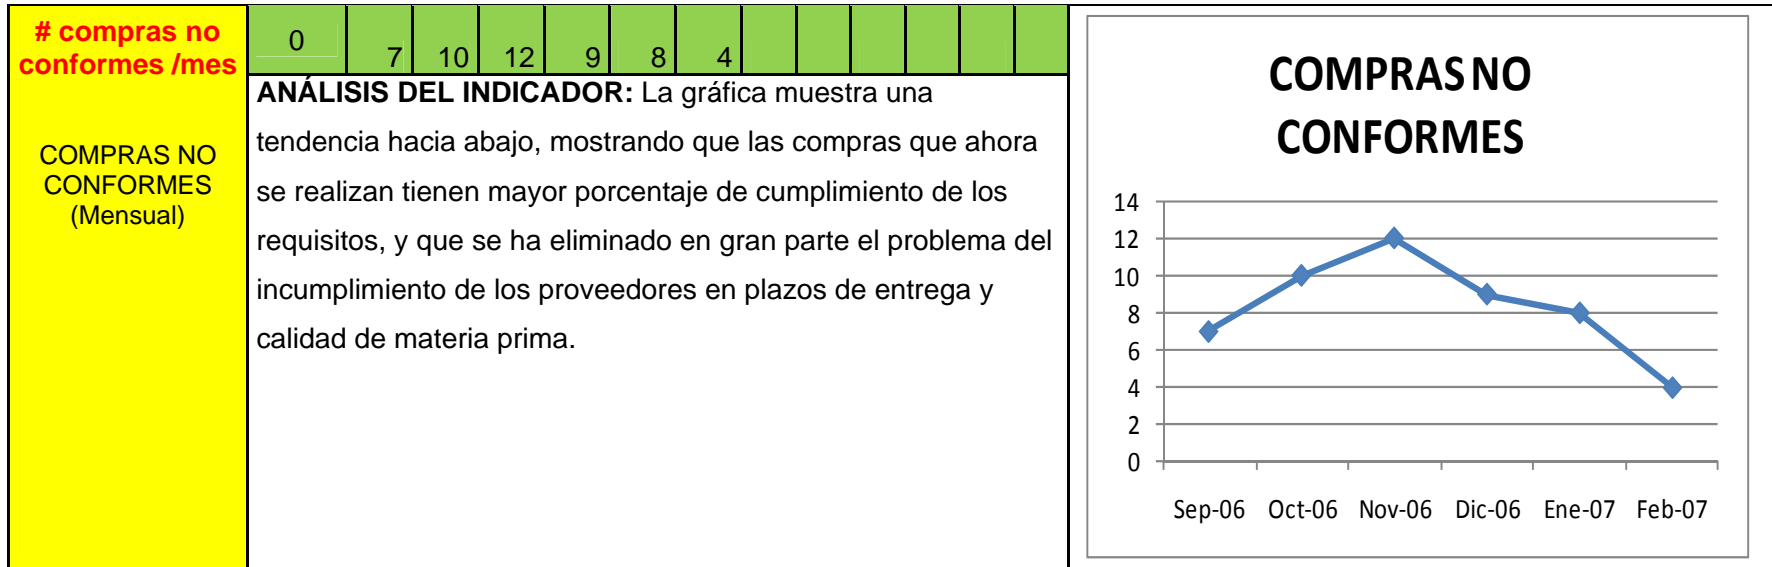 # compras no
conformes /mes
COMPRAS NO
CONFORMES
(Mensual)
0 7 10 12 9 8 4
ANÁLISIS DEL INDICADOR: La gráfica muestra una
tendencia hacia abajo, mostrando que las compras que ahora
se realizan tienen mayor porcentaje de cumplimiento de los
requisitos, y que se ha eliminado en gran parte el problema del
incumplimiento de los proveedores en plazos de entrega y
calidad de materia prima.
COMPRAS NO
CONFORMES
14
12
10
8
6
4
2
0
Sep-06 Oct-06 Nov-06 Dic-06 Ene-07 Feb-07